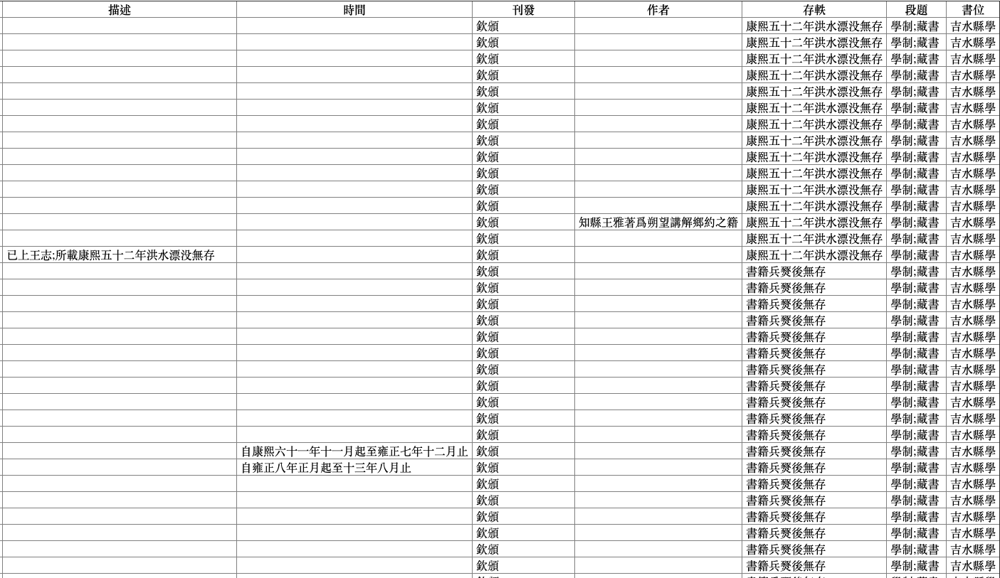 描述 時間 刊發 作者 存軼 段題 書位
欽頒 康熙五十二年洪水漂没無存 學制;藏書 吉水縣學
欽頒 康熙五十二年洪水漂没無存 學制;藏書 吉水縣學
欽頒 康熙五十二年洪水漂没無存 學制;藏書 吉水縣學
欽頒 康熙五十二年洪水漂没無存 學制;藏書 吉水縣學
欽頒 康熙五十二年洪水漂没無存 學制;藏書 吉水縣學
欽頒 康熙五十二年洪水漂没無存 學制;藏書 吉水縣學
欽頒 康熙五十二年洪水漂没無存 學制;藏書 吉水縣學
欽頒 康熙五十二年洪水漂没無存 學制;藏書 吉水縣學
欽頒 康熙五十二年洪水漂没無存 學制;藏書 吉水縣學
欽頒 康熙五十二年洪水漂没無存 學制;藏書 吉水縣學
欽頒 康熙五十二年洪水漂没無存 學制;藏書 吉水縣學
欽頒 康熙五十二年洪水漂没無存 學制;藏書 吉水縣學
欽頒 知縣王雅著爲朔望講解鄉約之籍 康熙五十二年洪水漂没無存 學制;藏書 吉水縣學
欽頒 康熙五十二年洪水漂没無存 學制;藏書 吉水縣學
已上王志;所載康熙五十二年洪水漂没無存 欽頒 康熙五十二年洪水漂没無存 學制;藏書 吉水縣學
欽頒 書籍兵燹後無存 學制;藏書 吉水縣學
欽頒 書籍兵燹後無存 學制;藏書 吉水縣學
欽頒 書籍兵燹後無存 學制;藏書 吉水縣學
欽頒 書籍兵燹後無存 學制;藏書 吉水縣學
欽頒 書籍兵燹後無存 學制;藏書 吉水縣學
欽頒 書籍兵燹後無存 學制;藏書 吉水縣學
欽頒 書籍兵燹後無存 學制;藏書 吉水縣學
欽頒 書籍兵燹後無存 學制;藏書 吉水縣學
欽頒 書籍兵燹後無存 學制;藏書 吉水縣學
欽頒 書籍兵燹後無存 學制;藏書 吉水縣學
欽頒 書籍兵燹後無存 學制;藏書 吉水縣學
自康熙六十一年十一月起至雍正七年十二月止 欽頒 書籍兵燹後無存 學制;藏書 吉水縣學
自雍正八年正月起至十三年八月止 欽頒 書籍兵燹後無存 學制;藏書 吉水縣學
欽頒 書籍兵燹後無存 學制;藏書 吉水縣學
欽頒 書籍兵燹後無存 學制;藏書 吉水縣學
欽頒 書籍兵燹後無存 學制;藏書 吉水縣學
欽頒 書籍兵燹後無存 學制;藏書 吉水縣學
欽頒 書籍兵燹後無存 學制;藏書 吉水縣學
欽頒 書籍兵燹後無存 學制;藏書 吉水縣學